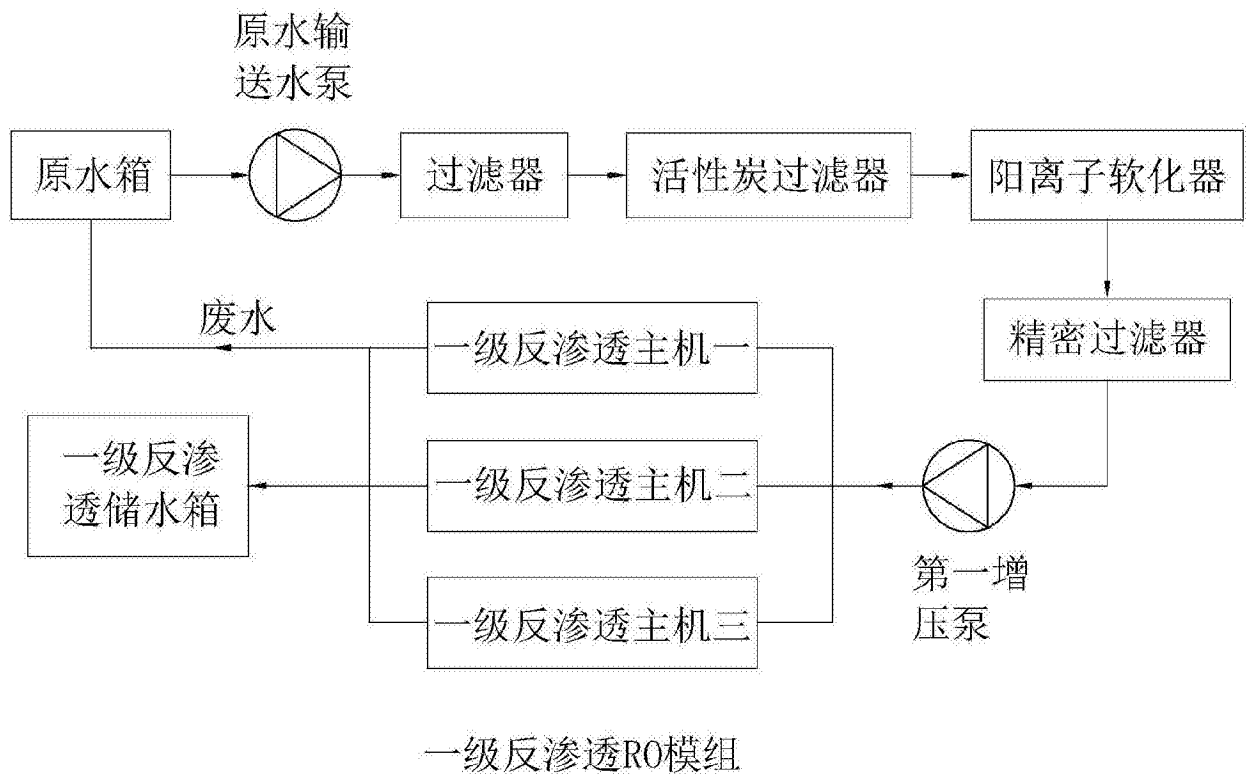 原水输
送水泵
原水箱
过滤器
活性炭过滤器
阳离子软化器
废水
一级反渗透主机一
精密过滤器
一级反渗
透储水箱
一级反渗透主机二
一级反渗透主机三
第一增
压泵
一级反渗透RO模组